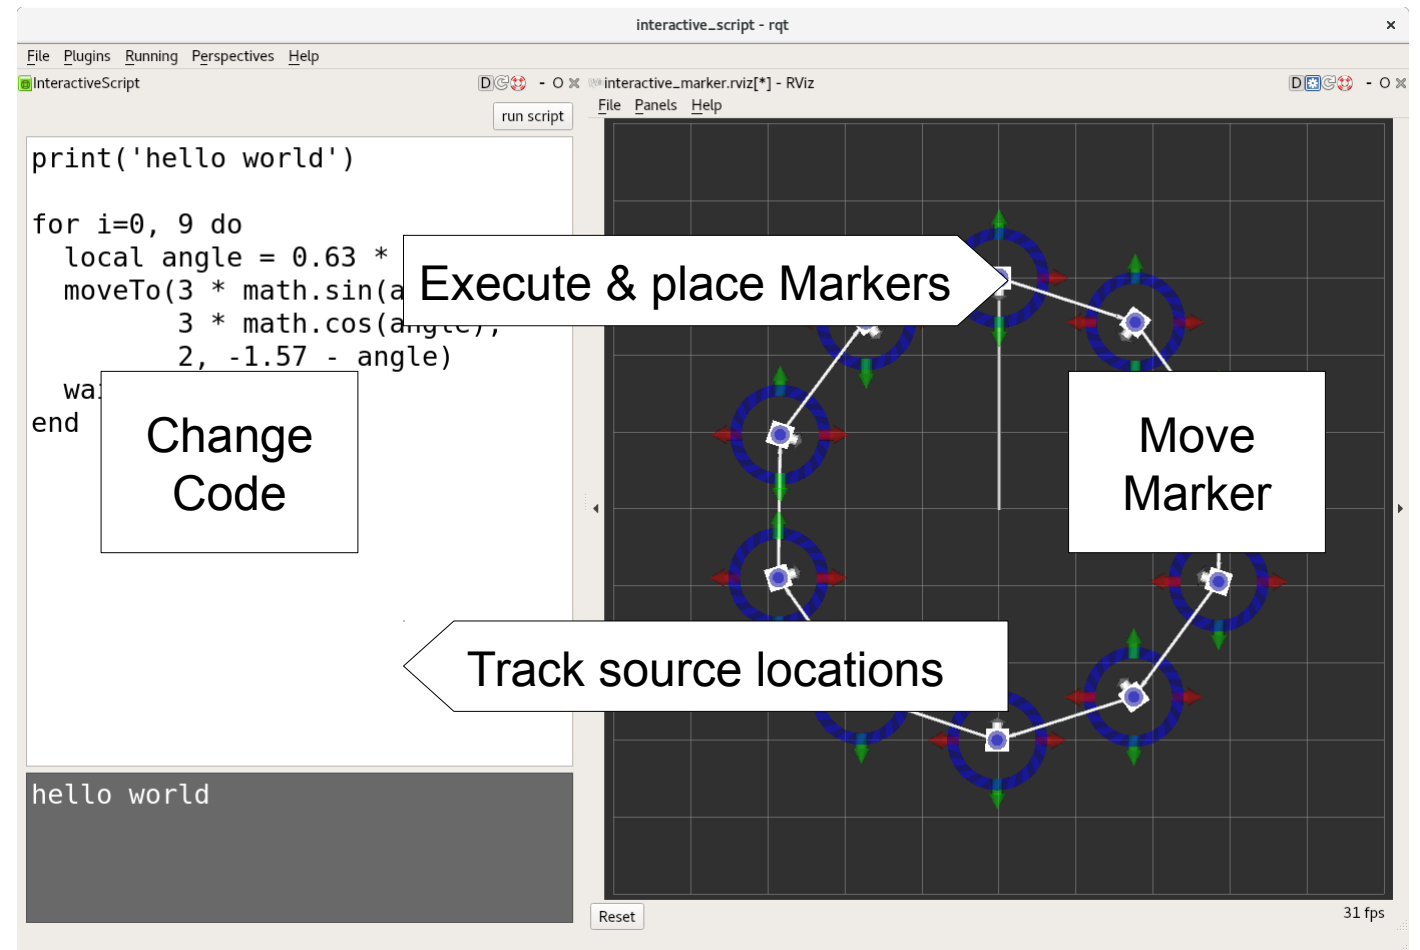 interactive_script - rqt
File Plugins Running Perspectives Help
InteractiveScript
D
- O
interactive_marker.rviz[*] - RViz
D
- O
File Panels Help
run script
print('hello world')
for i=0, 9 do
local angle = 0.63 *
moveTo(3 * math.sin(a
3 * math.cos(angle),
2, -1.57 - angle)
wai
end
Execute & place Markers
Change
Code
Move
Marker
Track source locations
hello world
Reset
31 fps